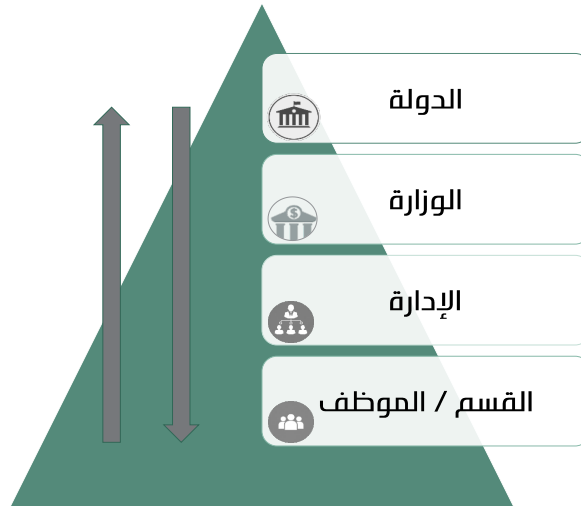 الدولة
الوزارة
الإدارة
القسم / الموظف